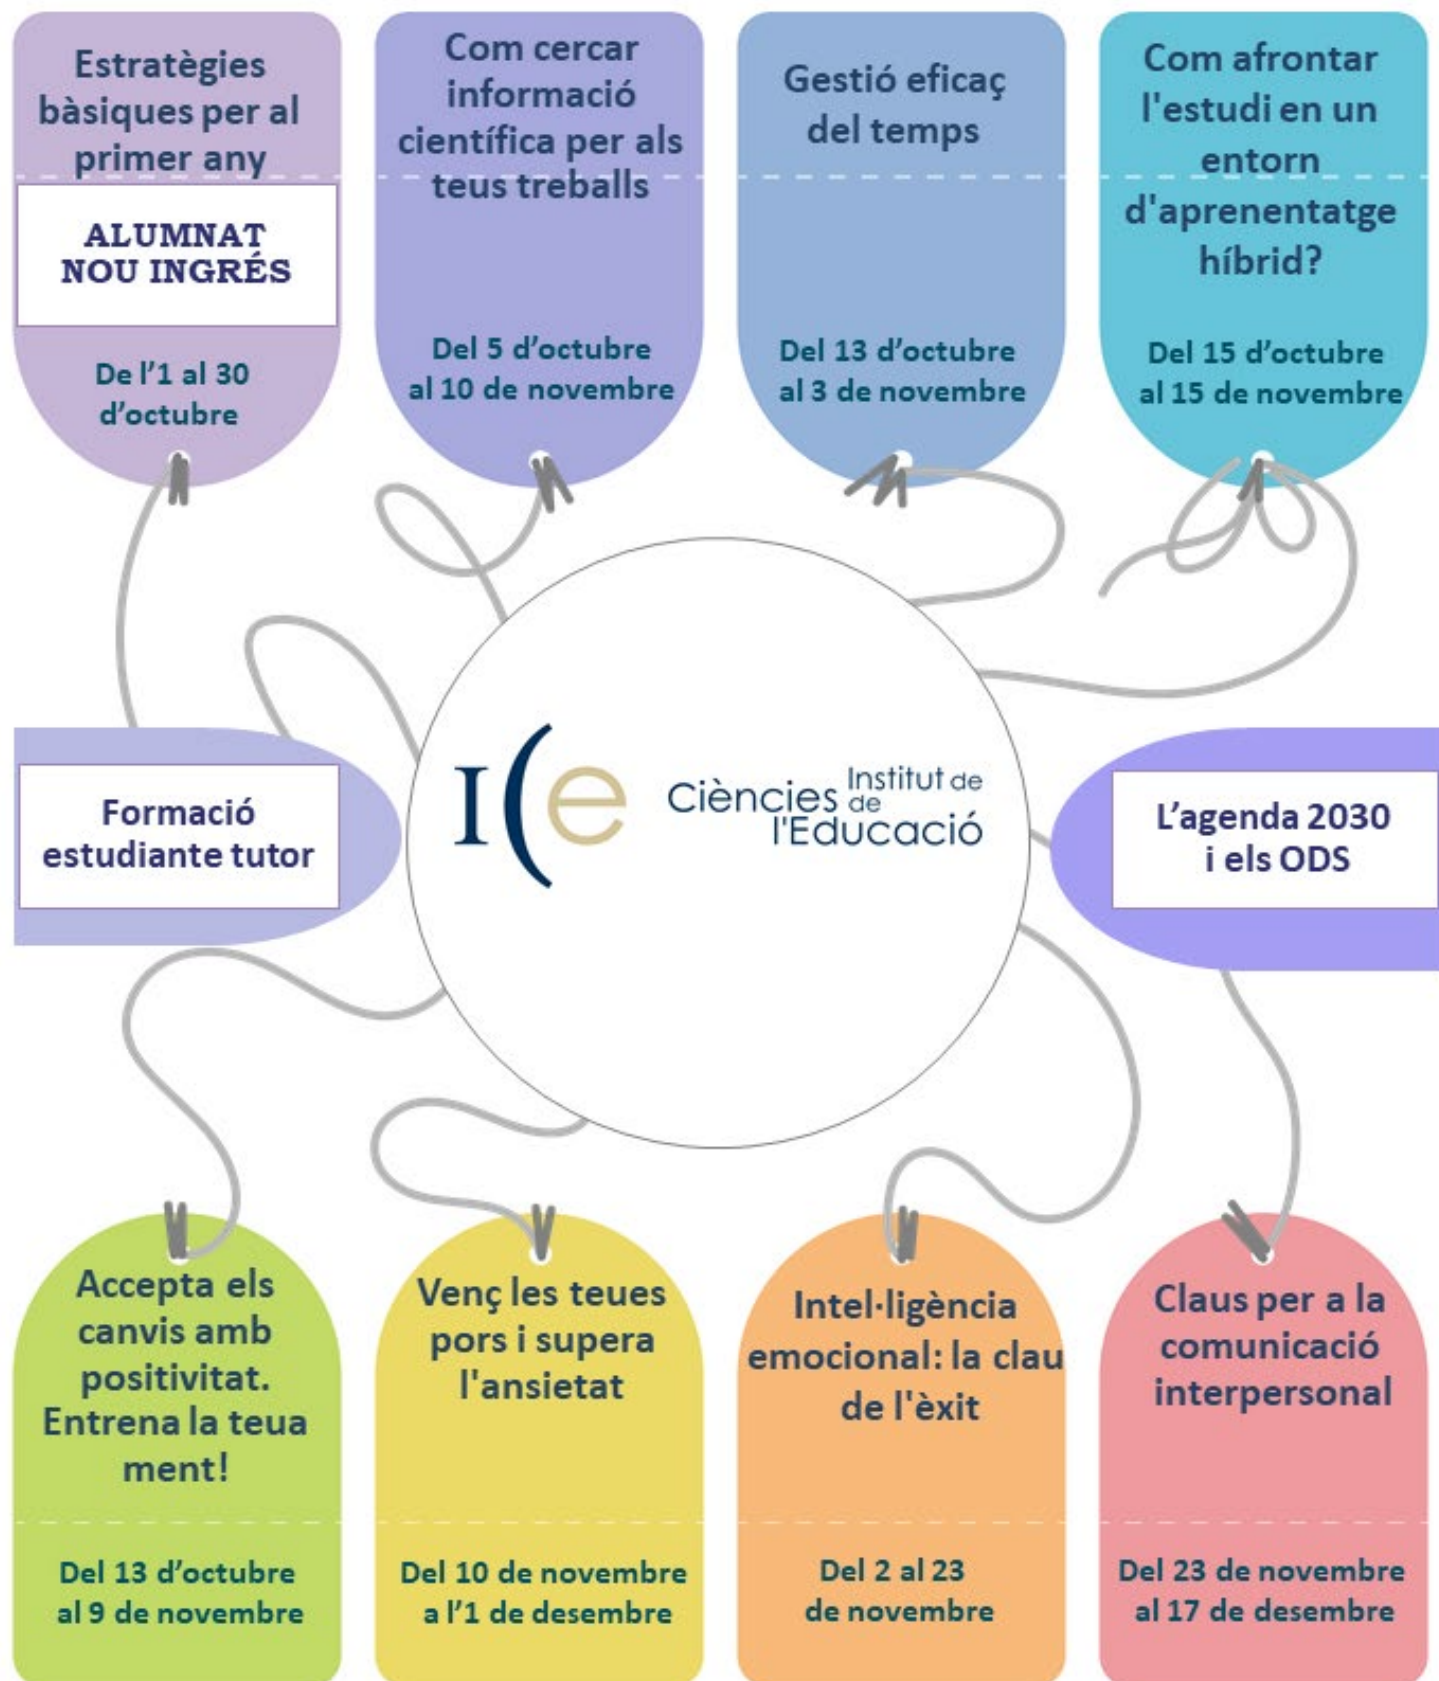 Estratègies
bàsiques per al
primer any
ALUMNAT
NOU INGRÉS
De l’1 al 30
d’octubre
Com cercar
informació
científica per als
teus treballs
Del 5 d’octubre
al 10 de novembre
Gestió eficaç
del temps
Del 13 d’octubre
al 3 de novembre
Com afrontar
l'estudi en un
entorn
d'aprenentatge
híbrid?
Del 15 d’octubre
al 15 de novembre
Formació
estudiante tutor
I(e
Institut de
Ciències de
l'Educació
L’agenda 2030
i els ODS
Accepta els
canvis amb
positivitat.
Entrena la teua
ment!
Del 13 d’octubre
al 9 de novembre
Venç les teues
pors i supera
l'ansietat
Del 10 de novembre
a l’1 de desembre
Intel·ligència
emocional: la clau
de l'èxit
Del 2 al 23
de novembre
Claus per a la
comunicació
interpersonal
Del 23 de novembre
al 17 de desembre